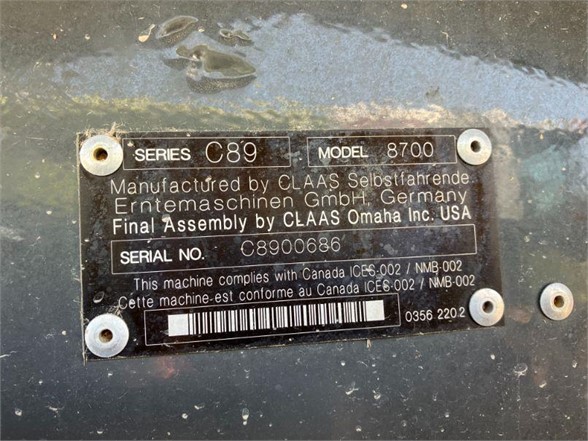 SERIES C89 MODEL 8700
Manufactured by CLAAS Selbstfahrende
Erntemaschinen GmbH, Germany
Final Assembly by CLAAS Omaha Inc. USA
SERIAL NO. C8900686
This machine complies with Canada ICES-002 / NMB-002
Cette machine est conforme au Canada ICES-002 / NMB-002
0356 220.2